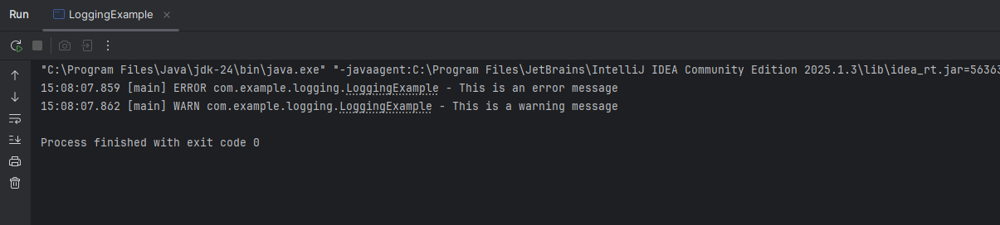 Run LoggingExample
"C:\Program Files\Java\jdk-24\bin\java.exe" "-javaagent:C:\Program Files\JetBrains\IntelliJ IDEA Community Edition 2025.1.3\lib\idea_rt.jar=56363
15:08:07.859 [main] ERROR com.example.logging.LoggingExample - This is an error message
15:08:07.862 [main] WARN com.example.logging.LoggingExample - This is a warning message
Process finished with exit code 0